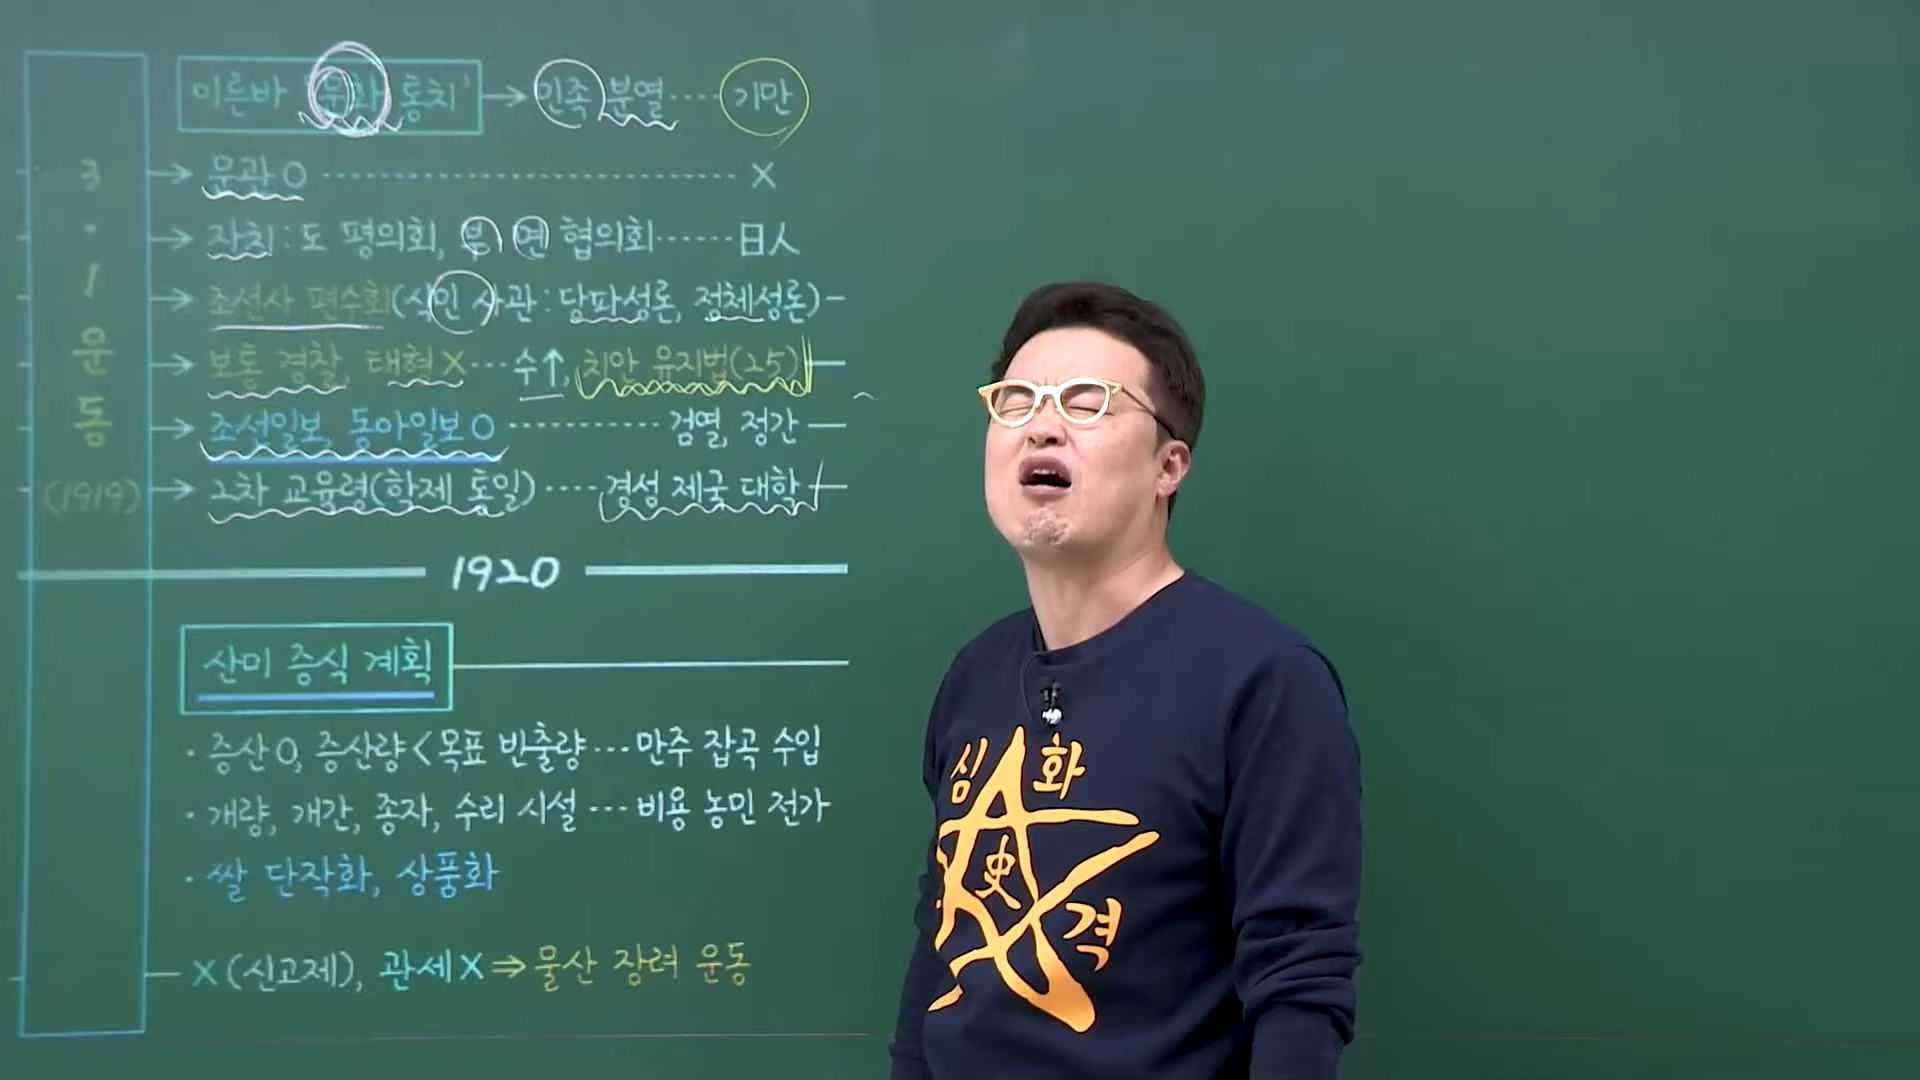 이른바 '문화 통치' → 민족 분열 ···· 기만
3 · 1 운동 (1919)
→ 문관 O ···························· X
→ 자치 : 도 평의회, 부 면 협의회 ······ 日人
→ 조선사 편수회(식민 사관 : 당파성론, 정체성론)
→ 보통 경찰, 태형 X ··· 수↑, 치안 유지법(25)
→ 조선일보, 동아일보 O ·········· 검열, 정간
→ 2차 교육령(학제 통일) ···· 경성 제국 대학
1920
산미 증식 계획
· 증산 O, 증산량 < 목표 반출량 ··· 만주 잡곡 수입
· 개량, 개간, 종자, 수리 시설 ··· 비용 농민 전가
· 쌀 단작화, 상품화
X (신고제), 관세 X ⇒ 물산 장려 운동
심 화
史
격